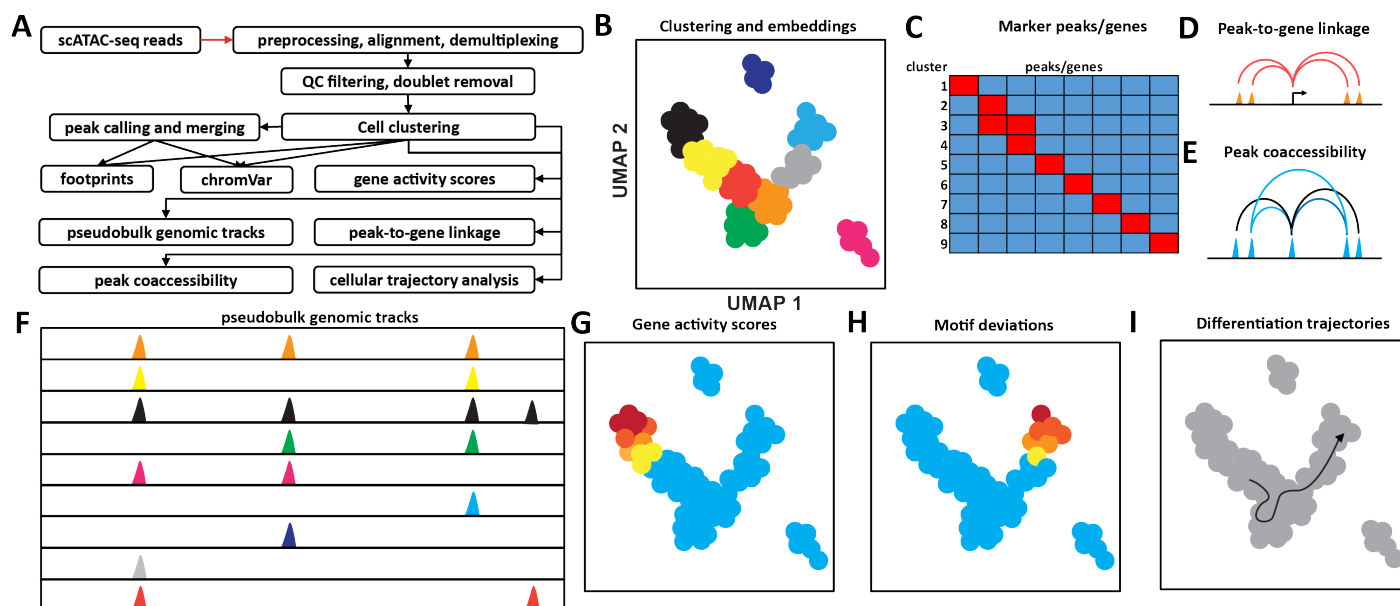 A
scATAC-seq reads
preprocessing, alignment, demultiplexing
QC filtering, doublet removal
peak calling and merging
Cell clustering
footprints
chromVar
gene activity scores
pseudobulk genomic tracks
peak-to-gene linkage
peak coaccessibility
cellular trajectory analysis
B
Clustering and embeddings
UMAP 2
UMAP 1
C
Marker peaks/genes
cluster
peaks/genes
1
2
3
4
5
6
7
8
9
D
Peak-to-gene linkage
E
Peak coaccessibility
F
pseudobulk genomic tracks
G
Gene activity scores
H
Motif deviations
I
Differentiation trajectories